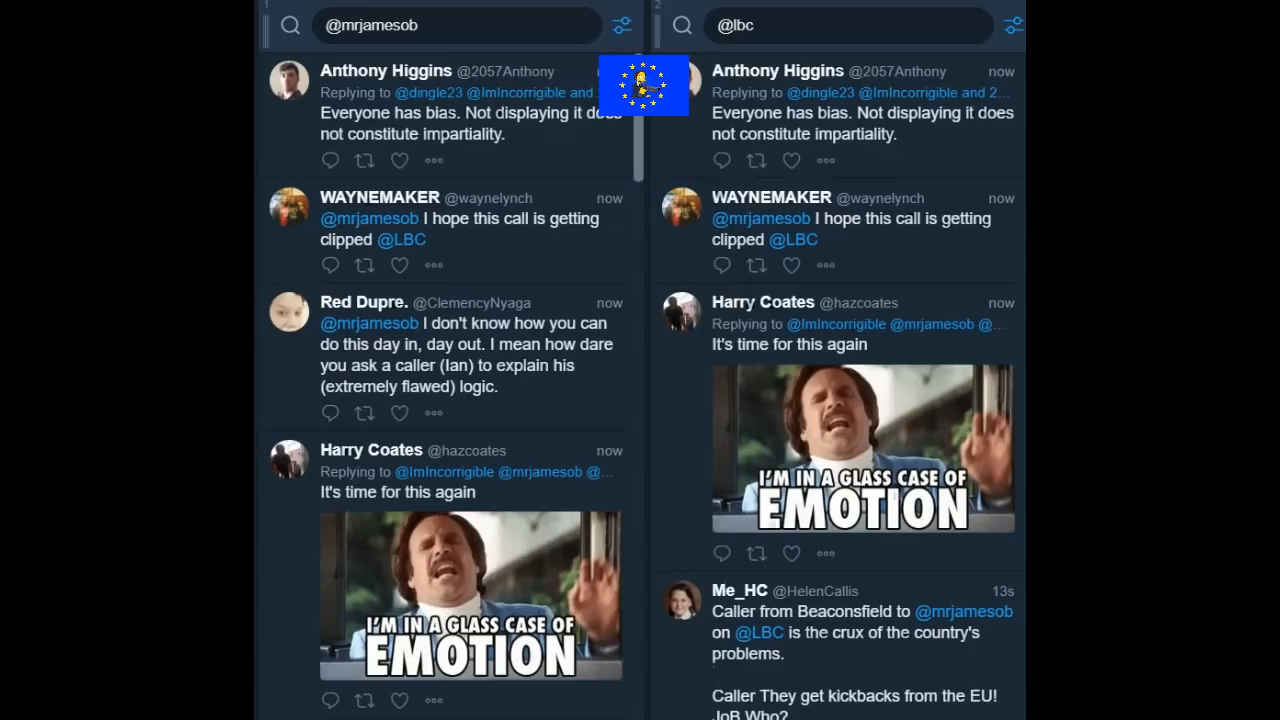 1
@mrjamesob
Anthony Higgins @2057Anthony
Replying to @dingle23 @ImIncorrigible and
Everyone has bias. Not displaying it does
not constitute impartiality.
WAYNEMAKER @waynelynch now
@mrjamesob I hope this call is getting
clipped @LBC
Red Dupre. @ClemencyNyaga now
@mrjamesob I don't know how you can
do this day in, day out. I mean how dare
you ask a caller (Ian) to explain his
(extremely flawed) logic.
Harry Coates @hazcoates now
Replying to @ImIncorrigible @mrjamesob @...
It's time for this again
I'M IN A GLASS CASE OF
EMOTION
2
@lbc
Anthony Higgins @2057Anthony now
Replying to @dingle23 @ImIncorrigible and 2...
Everyone has bias. Not displaying it does
not constitute impartiality.
WAYNEMAKER @waynelynch now
@mrjamesob I hope this call is getting
clipped @LBC
Harry Coates @hazcoates now
Replying to @ImIncorrigible @mrjamesob @...
It's time for this again
I'M IN A GLASS CASE OF
EMOTION
Me_HC @HelenCallis 13s
Caller from Beaconsfield to @mrjamesob
on @LBC is the crux of the country's
problems.
Caller They get kickbacks from the EU!
JoB Who?